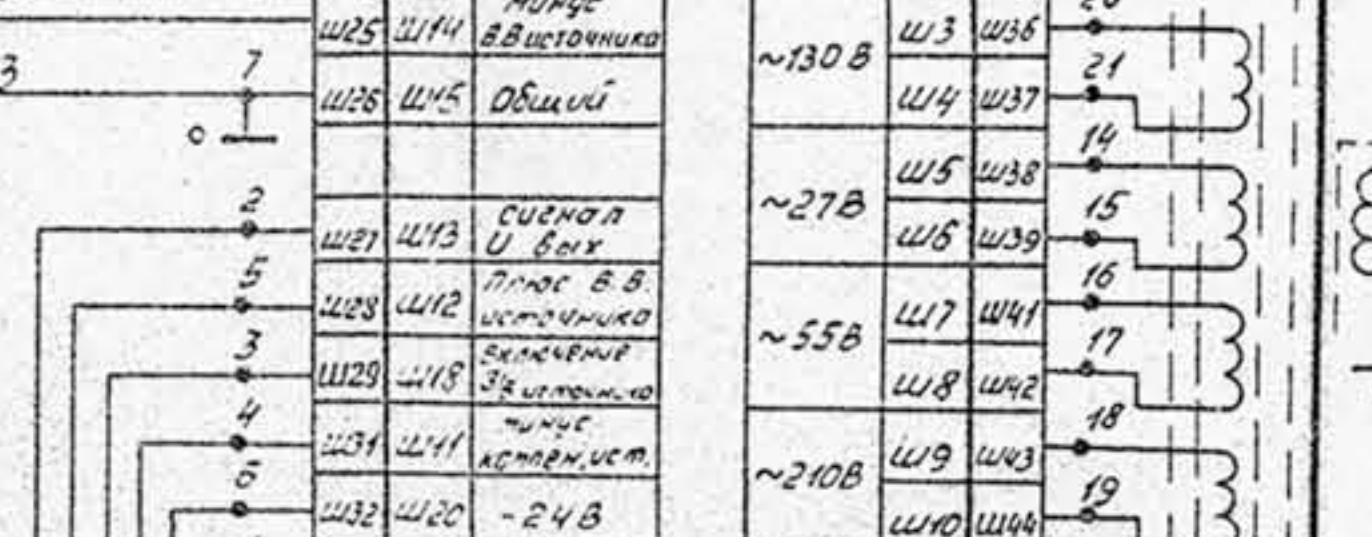 Ш25 Ш14 минус
В.В источника
3
7
Ш26 Ш15 Общий
2
Ш27 Ш13 сигнал
U вых
5
Ш28 Ш12 Плюс В.В.
источника
3
Ш29 Ш18 включение
источника
4
Ш31 Ш11 минус
компен. ист.
6
Ш32 Ш20 -24В
~130В
Ш3 Ш36
20
Ш4 Ш37
21
~27В
Ш5 Ш38
14
Ш6 Ш39
15
~55В
Ш7 Ш41
16
Ш8 Ш42
17
~210В
Ш9 Ш43
18
Ш10 Ш44
19